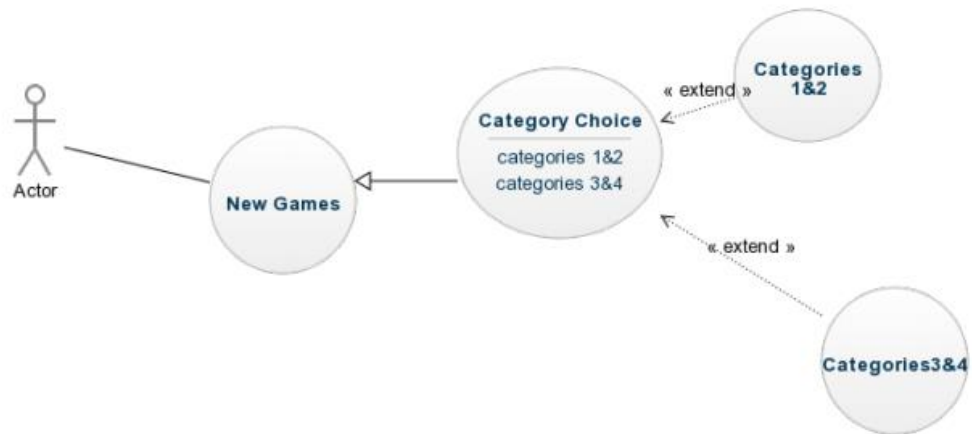 Actor
New Games
Category Choice
categories 1&2
categories 3&4
« extend »
Categories
1&2
« extend »
Categories3&4